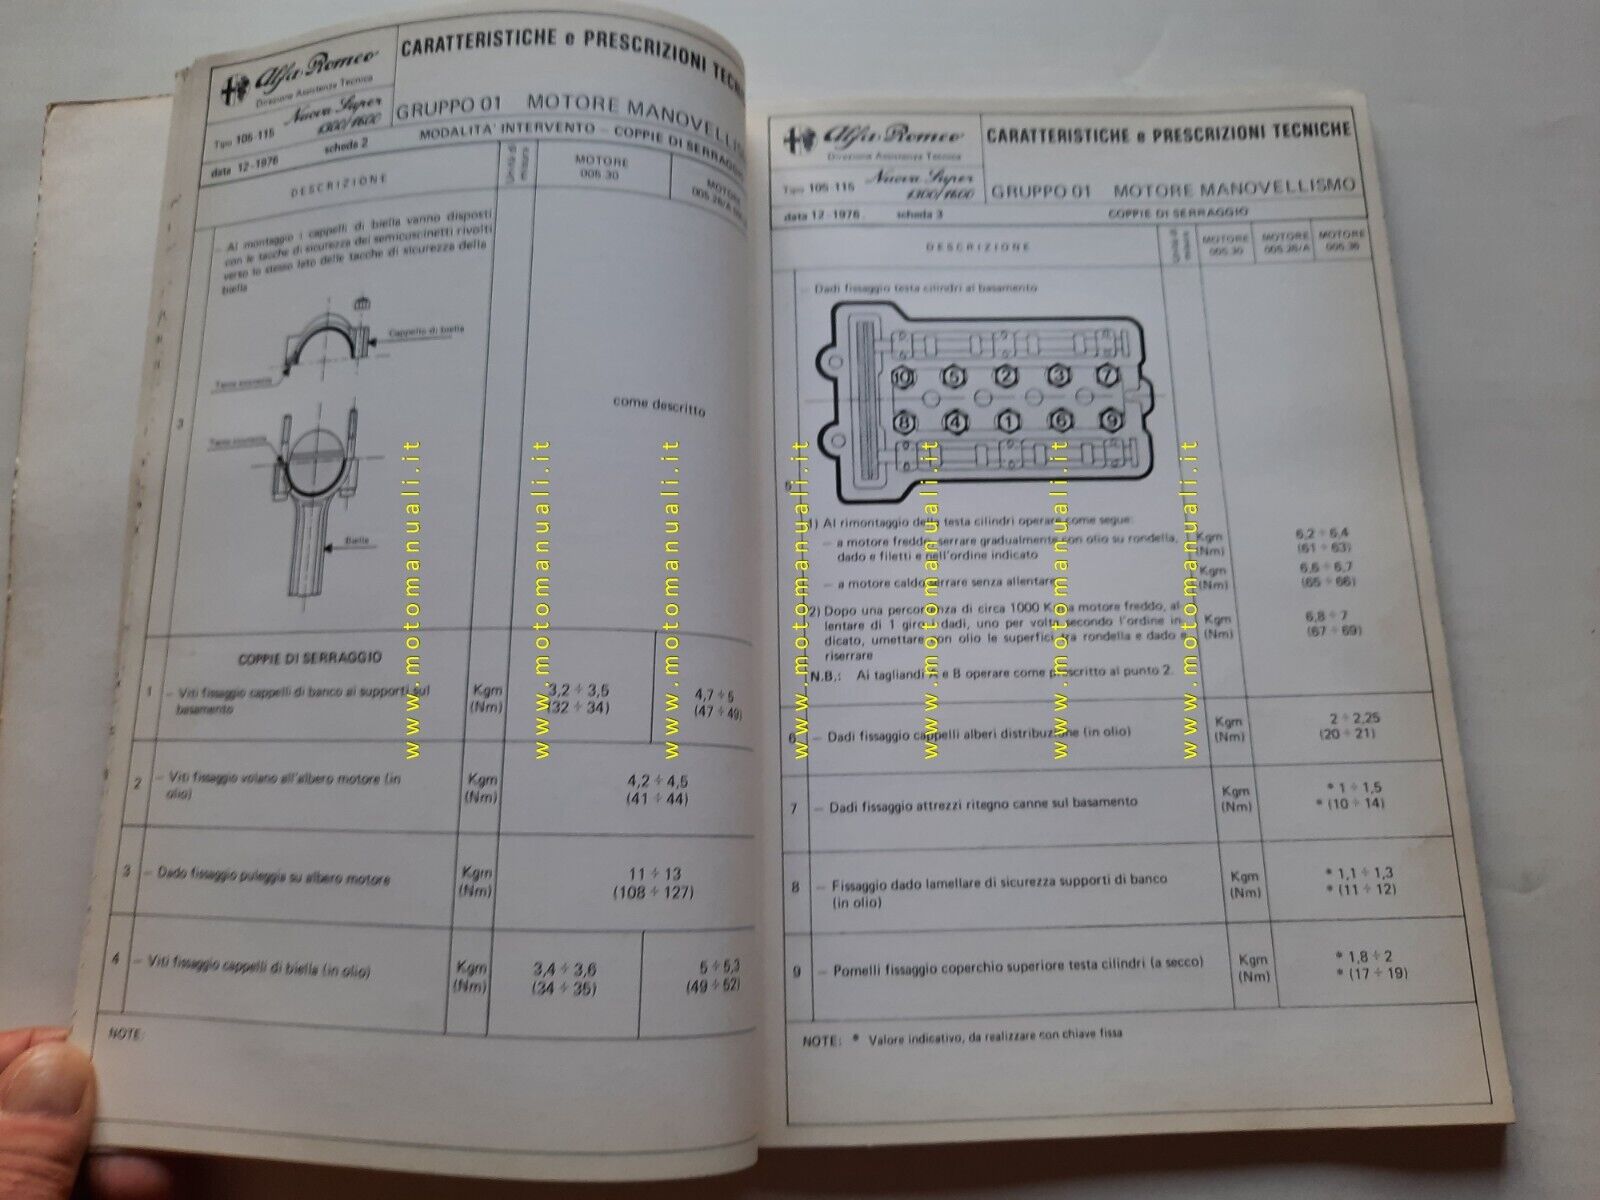 Alfa Romeo
Direzione Assistenza Tecnica
CARATTERISTICHE e PRESCRIZIONI TECN
Tipo 105-115 Nuova Super 1300/1600
GRUPPO 01 MOTORE MANOVELLISM
data 12-1976 scheda 2
MODALITA' INTERVENTO - COPPIE DI SERRAGGIO
DESCRIZIONE
Unità di misura
MOTORE
005.30
MOTORE
- Al montaggio i cappelli di biella vanno disposti
con le tacche di sicurezza dei semicuscinetti rivolti
verso lo stesso lato delle tacche di sicurezza della
biella
Cappello di biella
3
come descritto
Biella
COPPIE DI SERRAGGIO
1 - Viti fissaggio cappelli di banco ai supporti sul
basamento
Kgm
(Nm)
3,2 ÷ 3,5
(32 ÷ 34)
4,7 ÷ 5
(47 ÷ 49)
2 - Viti fissaggio volano all'albero motore (in
olio)
Kgm
(Nm)
4,2 ÷ 4,5
(41 ÷ 44)
3 - Dado fissaggio puleggia su albero motore
Kgm
(Nm)
11 ÷ 13
(108 ÷ 127)
4 - Viti fissaggio cappelli di biella (in olio)
Kgm
(Nm)
3,4 ÷ 3,6
(34 ÷ 35)
5 ÷ 5,3
(49 ÷ 52)
NOTE:
Alfa Romeo
Direzione Assistenza Tecnica
CARATTERISTICHE e PRESCRIZIONI TECNICHE
Tipo 105-115 Nuova Super 1300/1600
GRUPPO 01 MOTORE MANOVELLISMO
data 12-1976 scheda 3
COPPIE DI SERRAGGIO
DESCRIZIONE
Unità di misura
MOTORE
005.30
MOTORE
005.28/A
MOTORE
005.36
- Dadi fissaggio testa cilindri al basamento
10 5 2 3 7
8 4 1 6 9
5
1) Al rimontaggio della testa cilindri operare come segue:
- a motore freddo, serrare gradualmente con olio su rondella,
dado e filetti e nell'ordine indicato
Kgm
(Nm)
6,2 ÷ 6,4
(61 ÷ 63)
- a motore caldo serrare senza allentare
Kgm
(Nm)
6,6 ÷ 6,7
(65 ÷ 66)
2) Dopo una percorrenza di circa 1000 Km a motore freddo, al
lentare di 1 giro i dadi, uno per volta secondo l'ordine in
dicato, umettare con olio le superfici tra rondella e dado e
riserrare
Kgm
(Nm)
6,8 ÷ 7
(67 ÷ 69)
N.B.: Ai tagliandi A e B operare come prescritto al punto 2.
6 - Dadi fissaggio cappelli alberi distribuzione (in olio)
Kgm
(Nm)
2 ÷ 2,25
(20 ÷ 21)
7 - Dadi fissaggio attrezzi ritegno canne sul basamento
Kgm
(Nm)
* 1 ÷ 1,5
* (10 ÷ 14)
8 - Fissaggio dado lamellare di sicurezza supporti di banco
(in olio)
Kgm
(Nm)
* 1,1 ÷ 1,3
* (11 ÷ 12)
9 - Pomelli fissaggio coperchio superiore testa cilindri (a secco)
Kgm
(Nm)
* 1,8 ÷ 2
* (17 ÷ 19)
NOTE: * Valore indicativo, da realizzare con chiave fissa
www.motomanuali.it
www.motomanuali.it
www.motomanuali.it
www.motomanuali.it
www.motomanuali.it
www.motomanuali.it
www.motomanuali.it